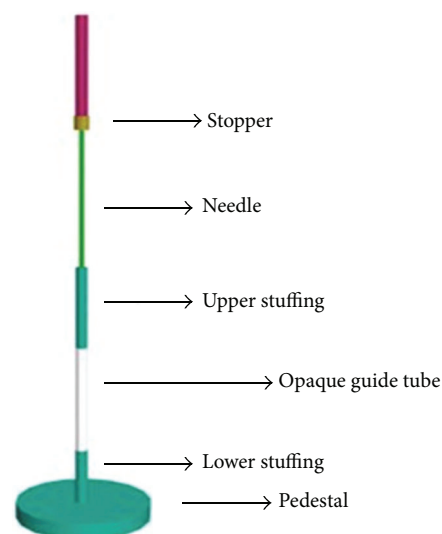 Stopper
Needle
Upper stuffing
Opaque guide tube
Lower stuffing
Pedestal